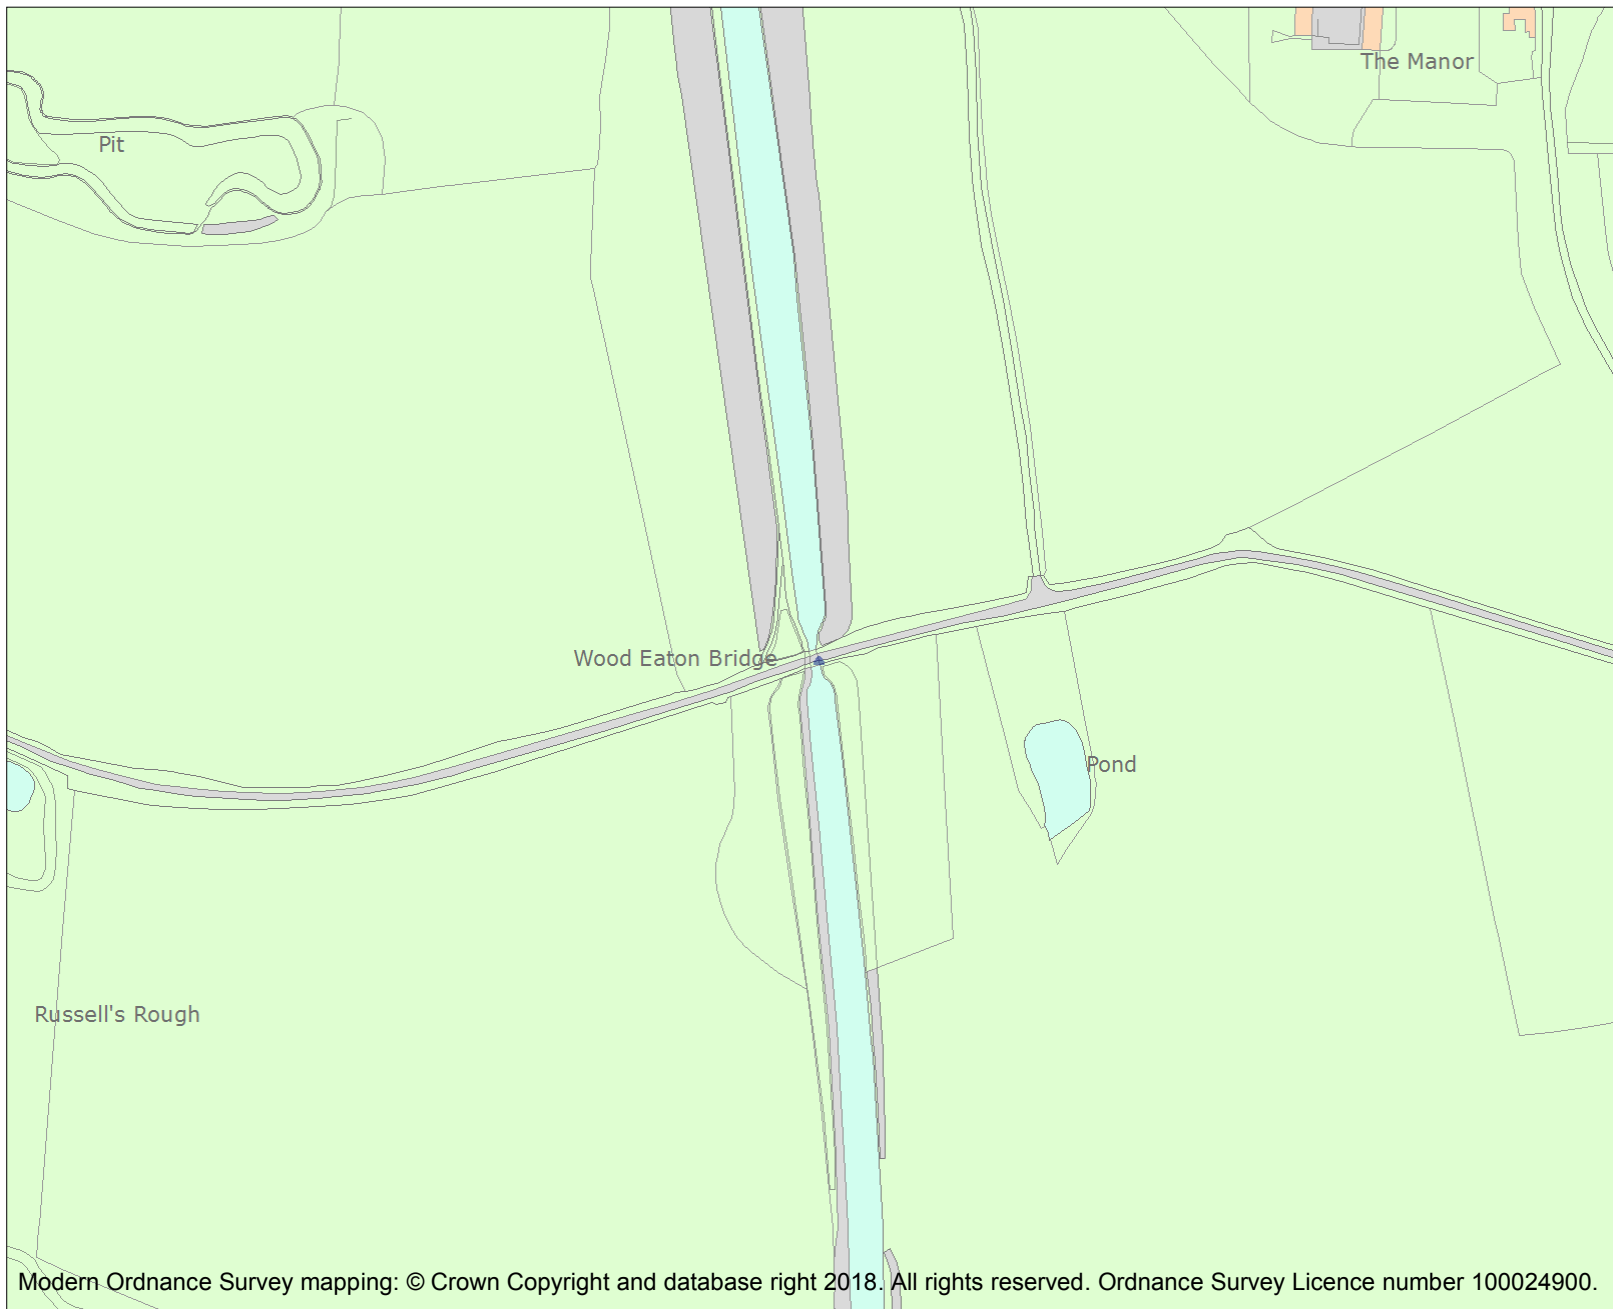 The Manor
Pit
Wood Eaton Bridge
Pond
Russell's Rough
Modern Ordnance Survey mapping: © Crown Copyright and database right 2018. All rights reserved. Ordnance Survey Licence number 100024900.